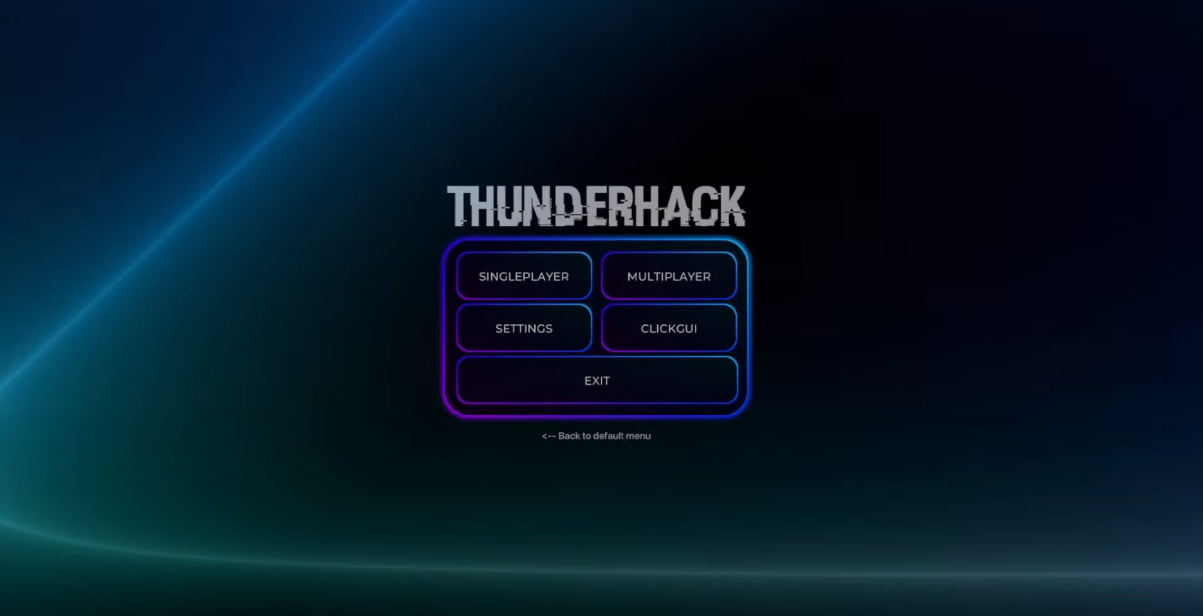 THUNDERHACK
SINGLEPLAYER MULTIPLAYER
SETTINGS CLICKGUI
EXIT
<-- Back to default menu